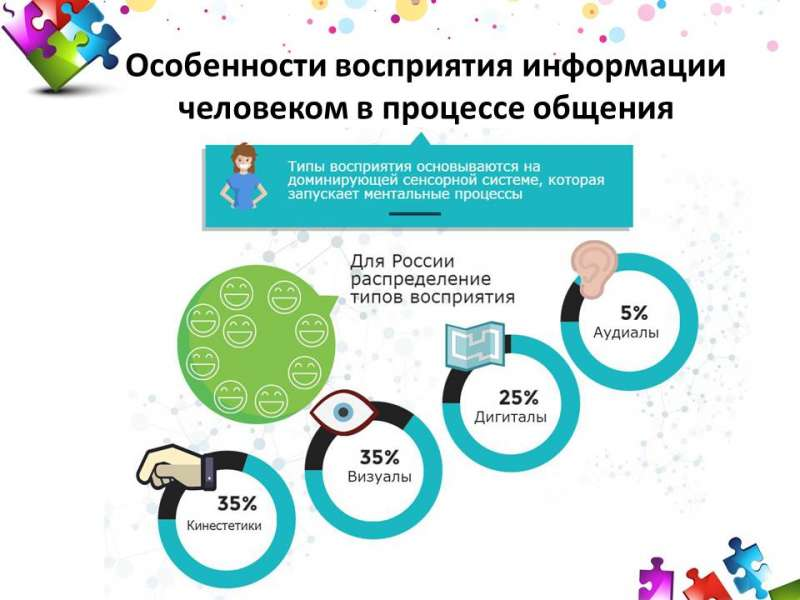 Особенности восприятия информации
человеком в процессе общения
Типы восприятия основываются на
доминирующей сенсорной системе, которая
запускает ментальные процессы
Для России
распределение
типов восприятия
5%
Аудиалы
25%
Дигиталы
35%
Визуалы
35%
Кинестетики